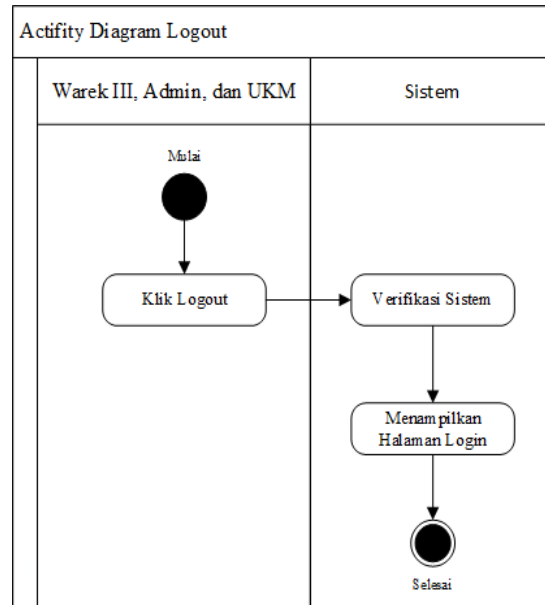 Actifity Diagram Logout
Warek III, Admin, dan UKM
Sistem
Mulai
Klik Logout
Verifikasi Sistem
Menampilkan
Halaman Login
Selesai